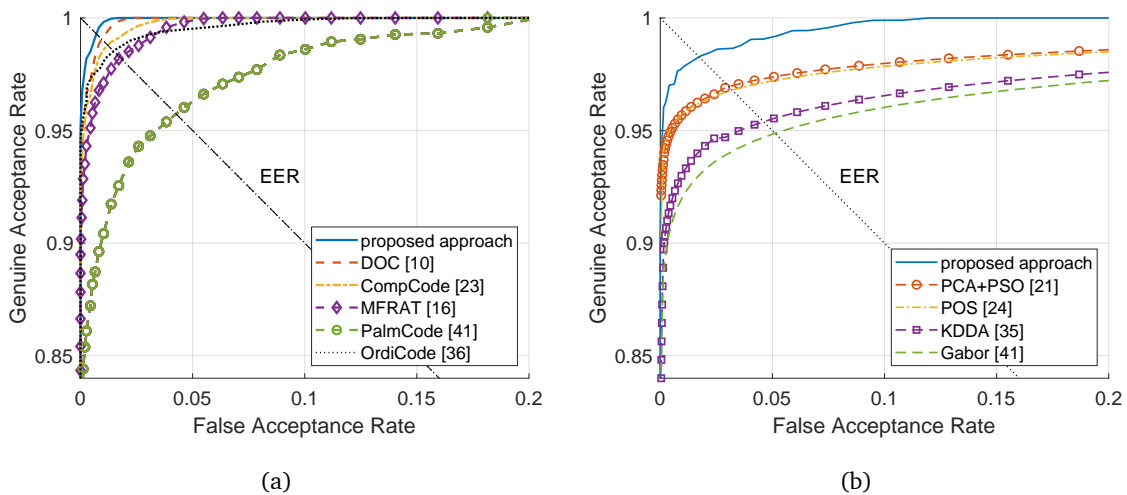 1
0.95
0.9
0.85
Genuine Acceptance Rate
EER
proposed approach
DOC [10]
CompCode [23]
MFRAT [16]
PalmCode [41]
OrdiCode [36]
0 0.05 0.1 0.15 0.2
False Acceptance Rate
(a)
1
0.95
0.9
0.85
Genuine Acceptance Rate
EER
proposed approach
PCA+PSO [21]
POS [24]
KDDA [35]
Gabor [41]
0 0.05 0.1 0.15 0.2
False Acceptance Rate
(b)